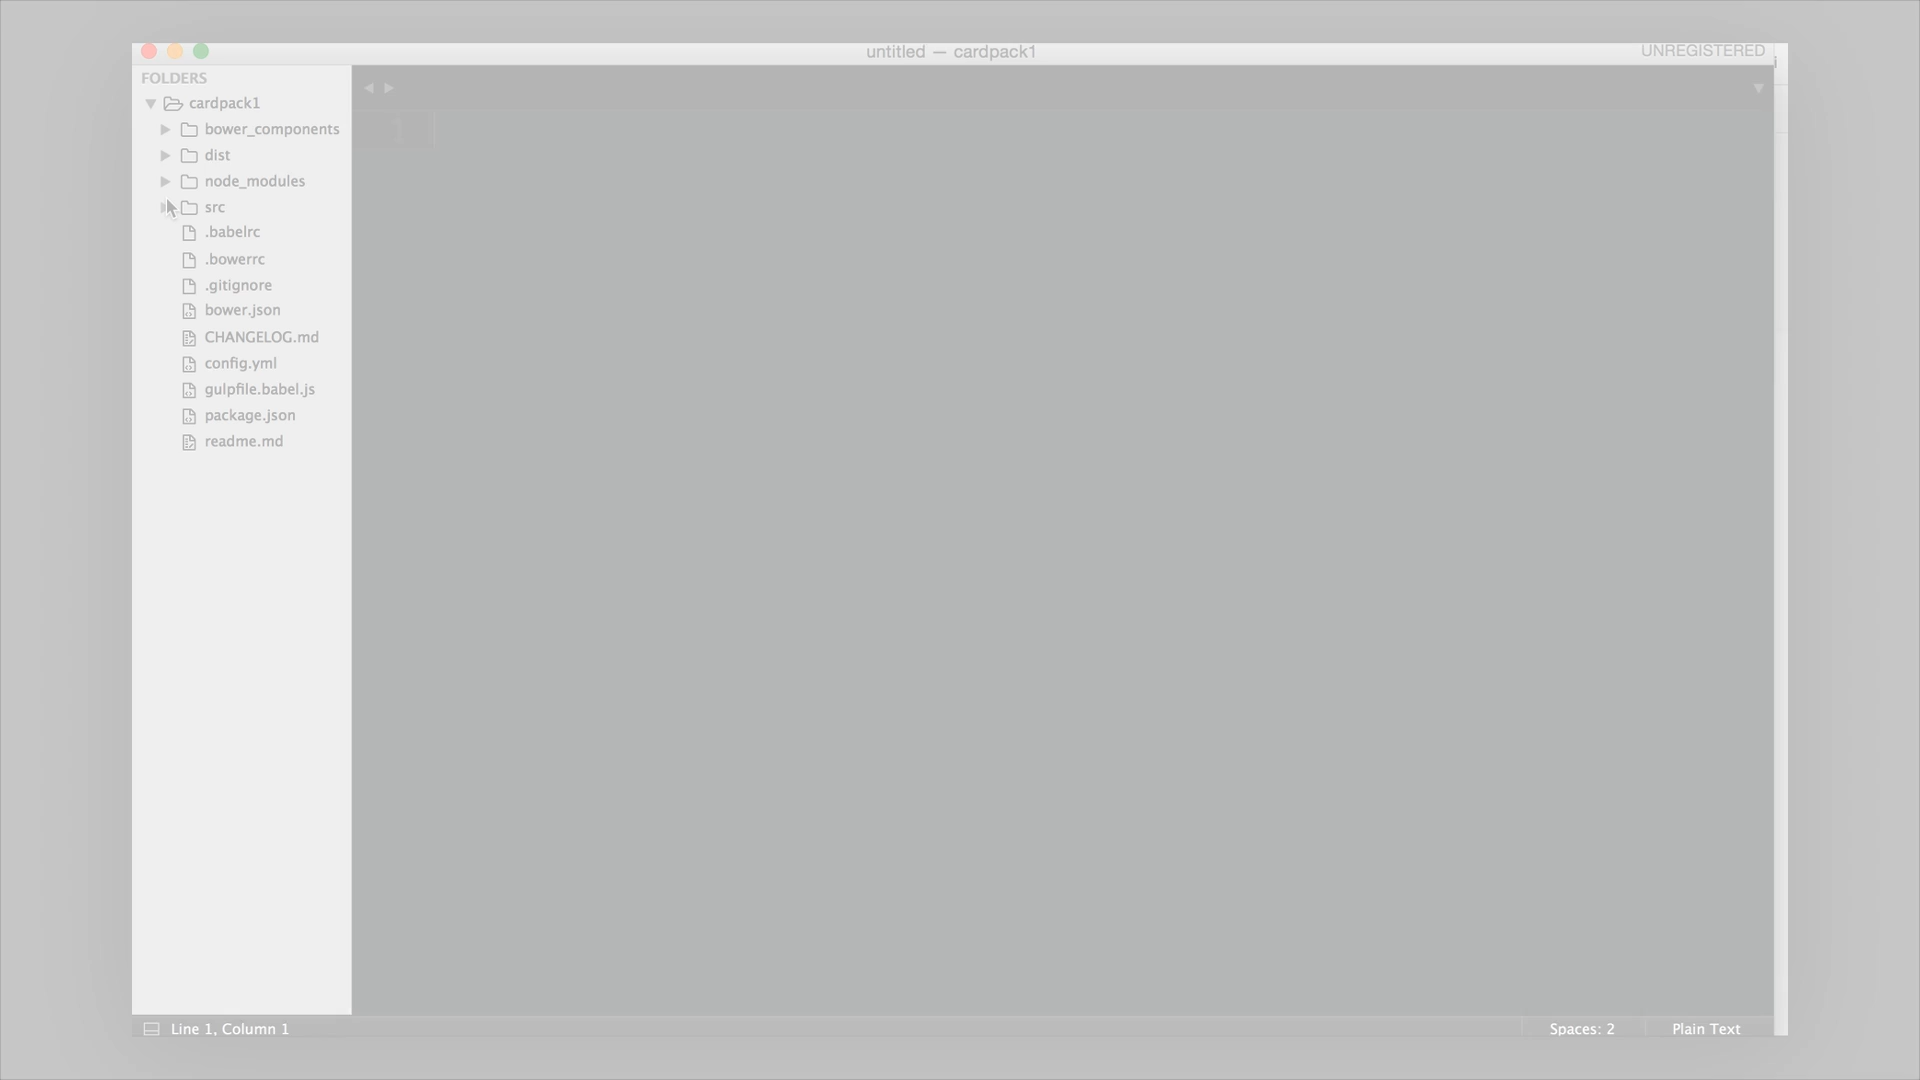 untitled — cardpack1
UNREGISTERED
FOLDERS
cardpack1
bower_components
dist
node_modules
src
.babelrc
.bowerrc
.gitignore
bower.json
CHANGELOG.md
config.yml
gulpfile.babel.js
package.json
readme.md
1
Line 1, Column 1
Spaces: 2
Plain Text